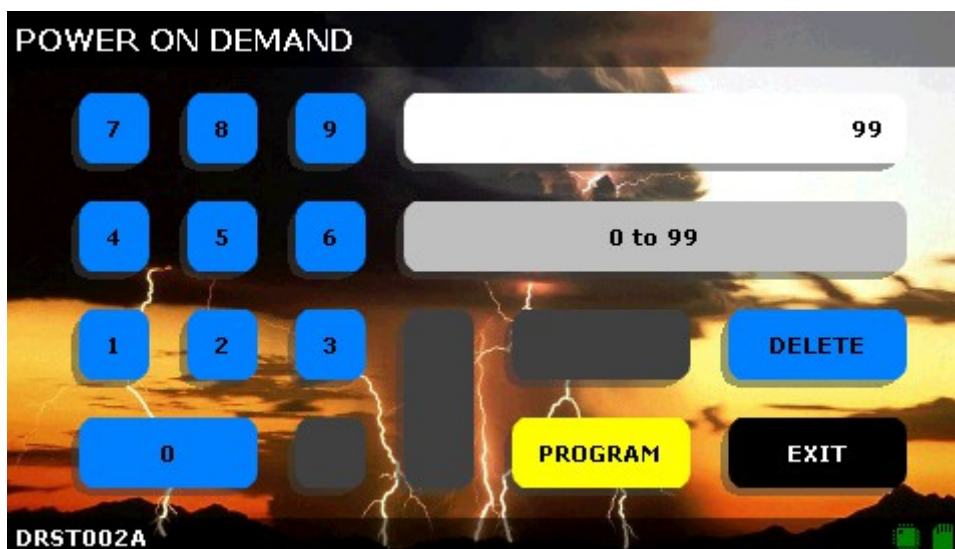 POWER ON DEMAND
7 8 9 99
4 5 6 0 to 99
1 2 3 DELETE
0 PROGRAM EXIT
DRST002A